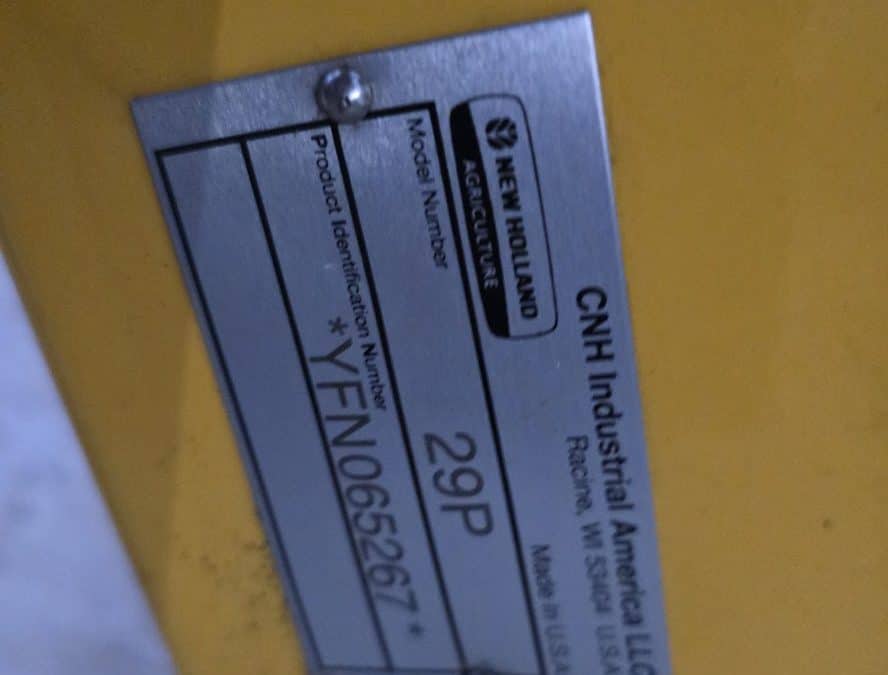 CNH Industrial America LLC
Racine, WI 53404 U.S.A
Made in U.S.A
NEW HOLLAND
AGRICULTURE
Model Number
29P
Product Identification Number
*YFN065267*